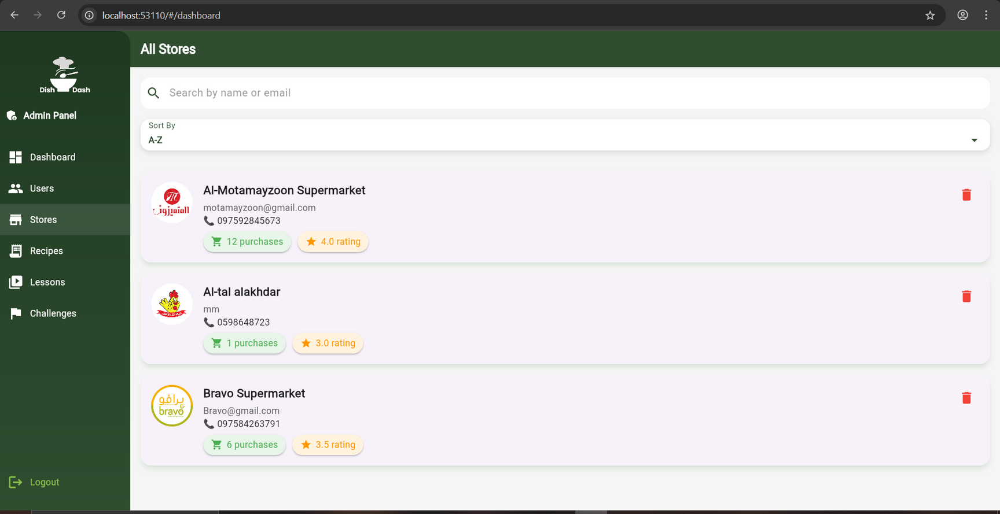 localhost:53110/#/dashboard
Dish Dash
Admin Panel
Dashboard
Users
Stores
Recipes
Lessons
Challenges
Logout
All Stores
Search by name or email
Sort By
A-Z
المتميزون
Al-Motamayzoon Supermarket
motamayzoon@gmail.com
097592845673
12 purchases
4.0 rating
Al-tal alakhdar
mm
0598648723
1 purchases
3.0 rating
برافو
bravo
Bravo Supermarket
Bravo@gmail.com
097584263791
6 purchases
3.5 rating